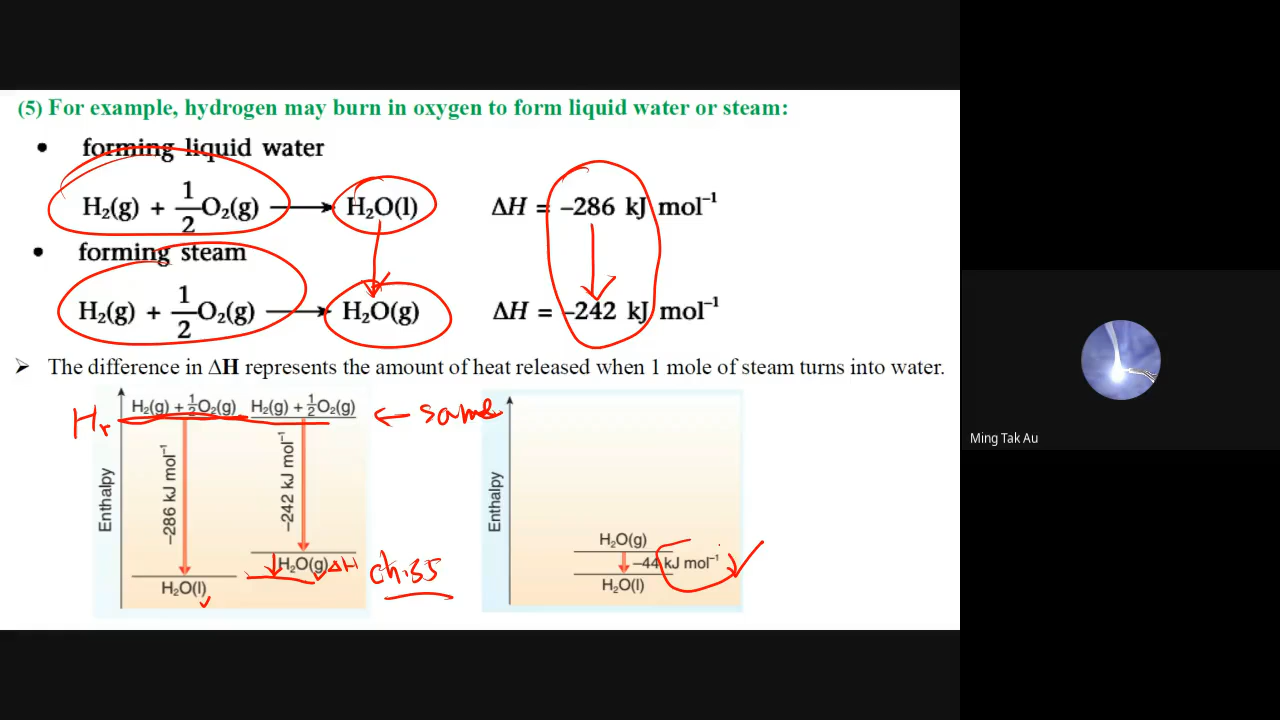 (5) For example, hydrogen may burn in oxygen to form liquid water or steam:
• forming liquid water
H₂(g) + 1/2 O₂(g) ⟶ H₂O(l) ΔH = –286 kJ mol⁻¹
• forming steam
H₂(g) + 1/2 O₂(g) ⟶ H₂O(g) ΔH = –242 kJ mol⁻¹
➢ The difference in ΔH represents the amount of heat released when 1 mole of steam turns into water.
H₂(g) + ½O₂(g) H₂(g) + ½O₂(g)
Hr
← same
Enthalpy
–286 kJ mol⁻¹
–242 kJ mol⁻¹
H₂O(g) ΔH
ch.35
H₂O(l)
Enthalpy
H₂O(g)
–44 kJ mol⁻¹
H₂O(l)
Ming Tak Au